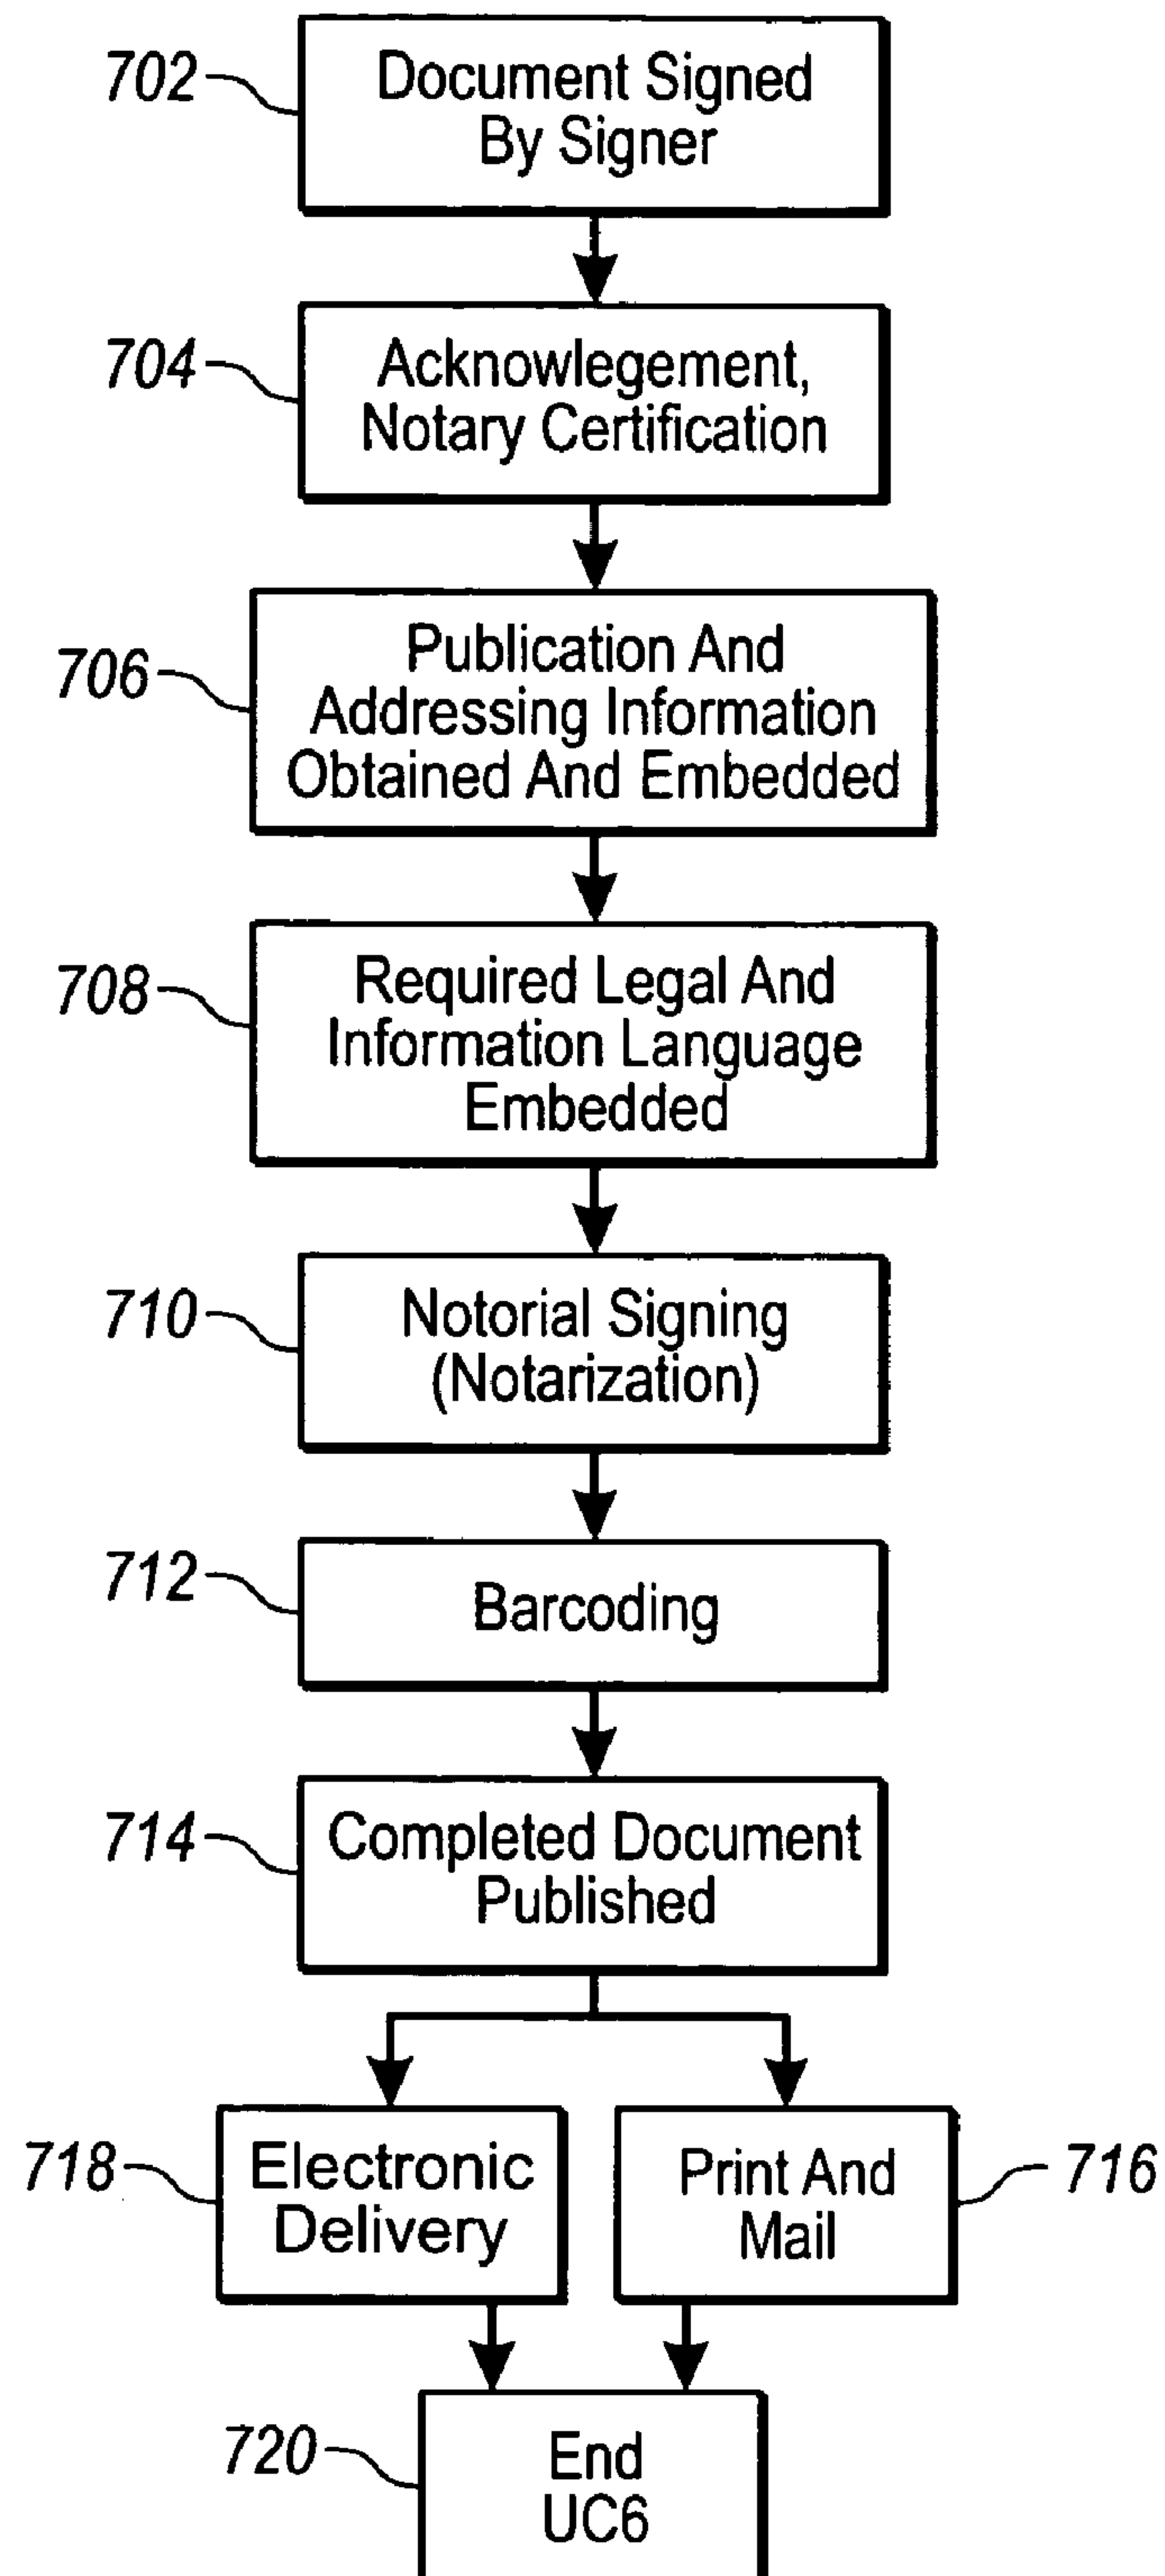 702
Document Signed
By Signer
704
Acknowlegement,
Notary Certification
706
Publication And
Addressing Information
Obtained And Embedded
708
Required Legal And
Information Language
Embedded
710
Notorial Signing
(Notarization)
712
Barcoding
714
Completed Document
Published
718
Electronic
Delivery
Print And
Mail
716
720
End
UC6